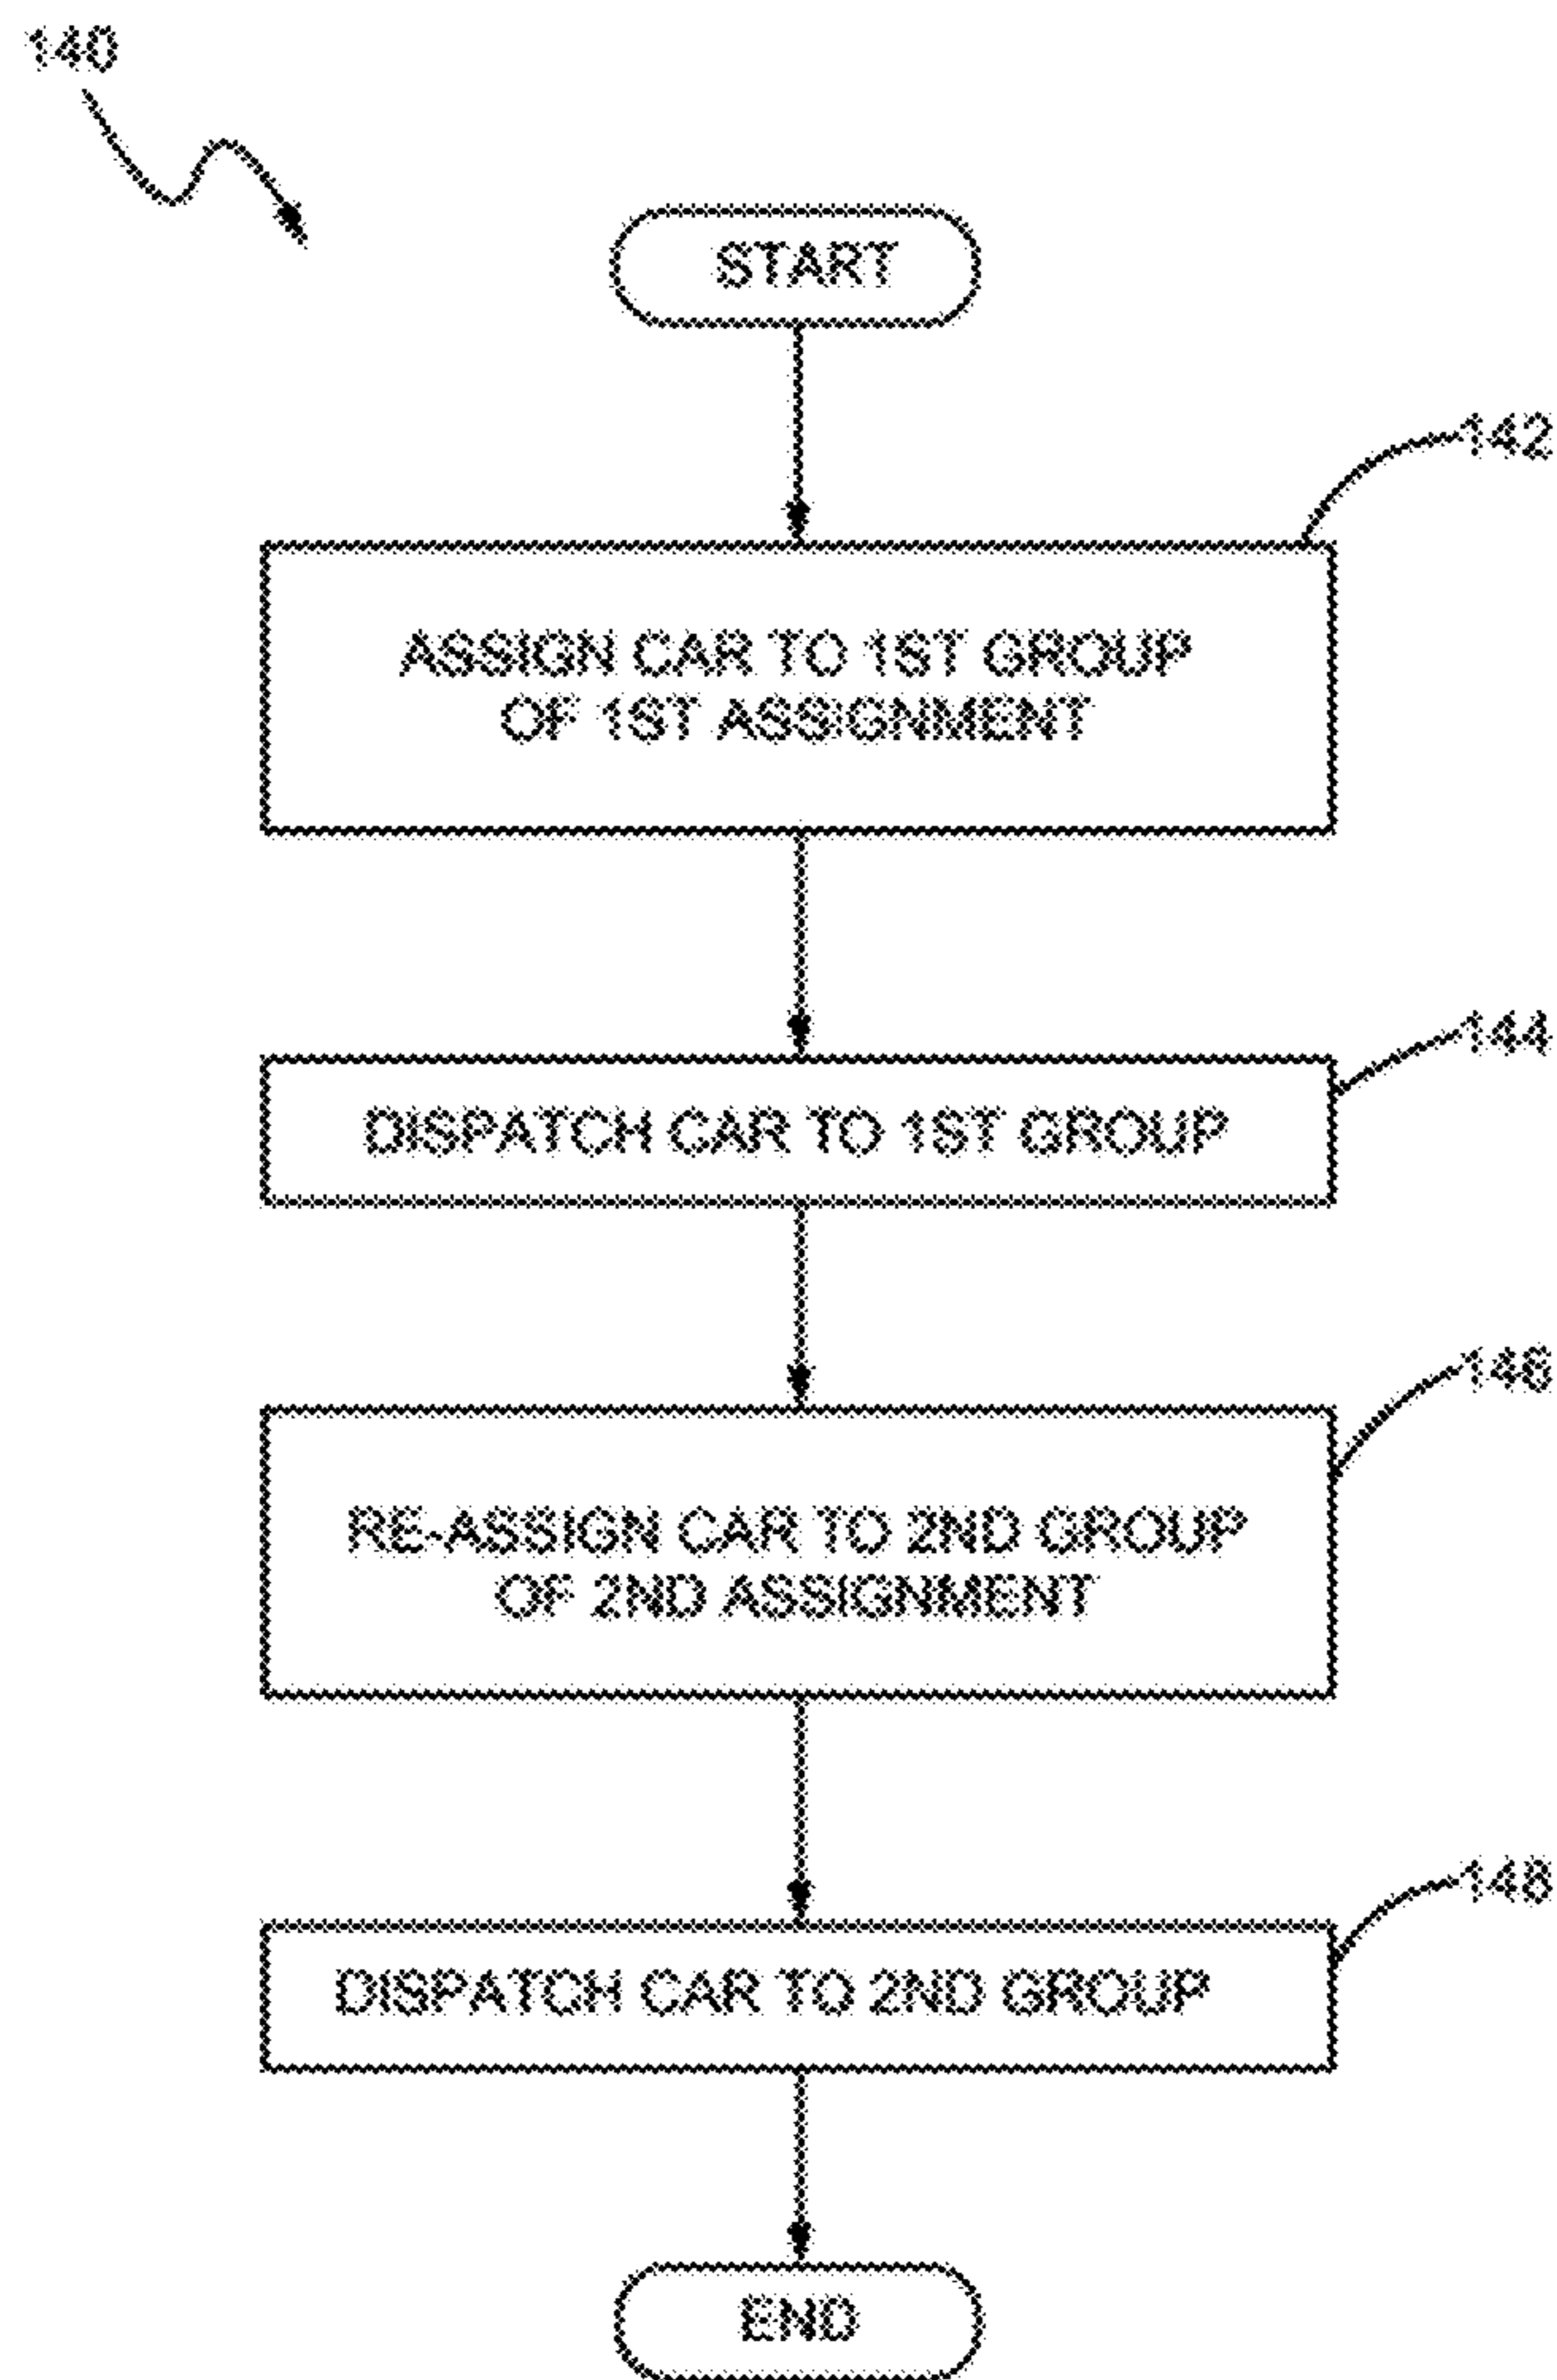 140
START
142
ASSIGN CAR TO 1ST GROUP
OF 1ST ASSIGNMENT
144
DISPATCH CAR TO 1ST GROUP
146
RE-ASSIGN CAR TO 2ND GROUP
OF 2ND ASSIGNMENT
148
DISPATCH CAR TO 2ND GROUP
END